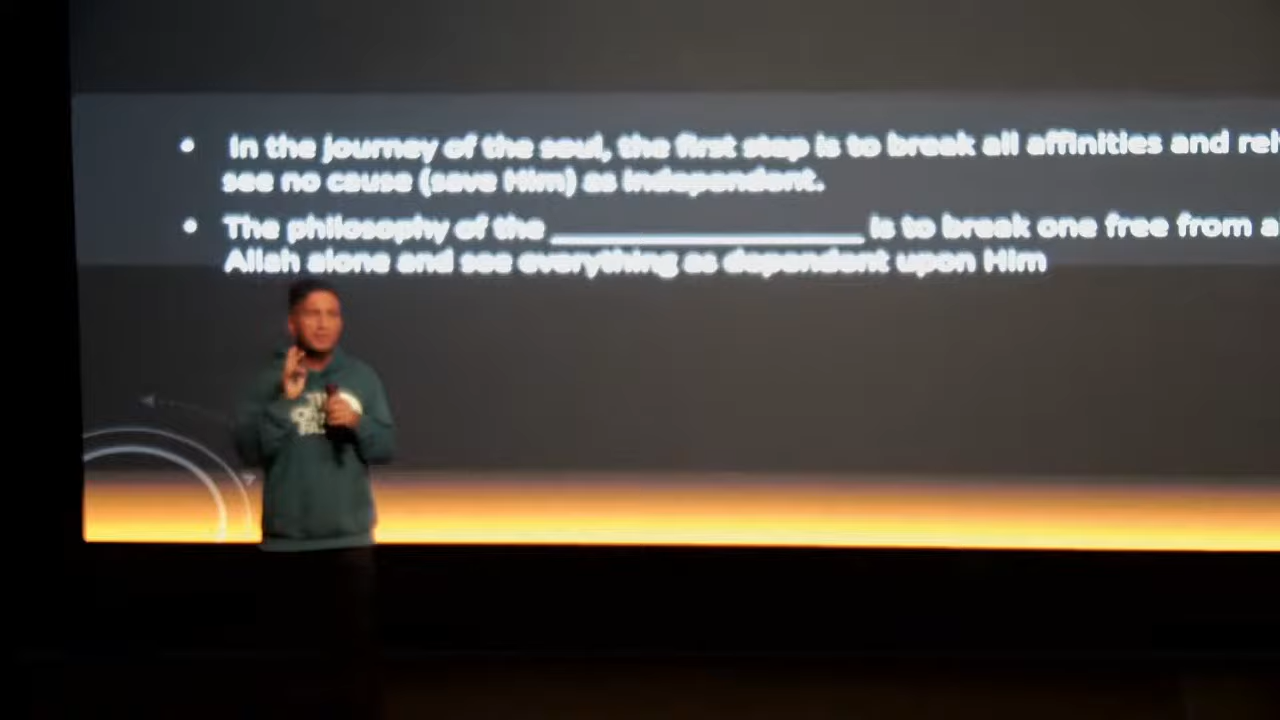 • In the journey of the soul, the first step is to break all affinities and
see no cause (save Him) as independent.
• The philosophy of the ____________________ is to break one free from
Allah alone and see everything as dependent upon Him